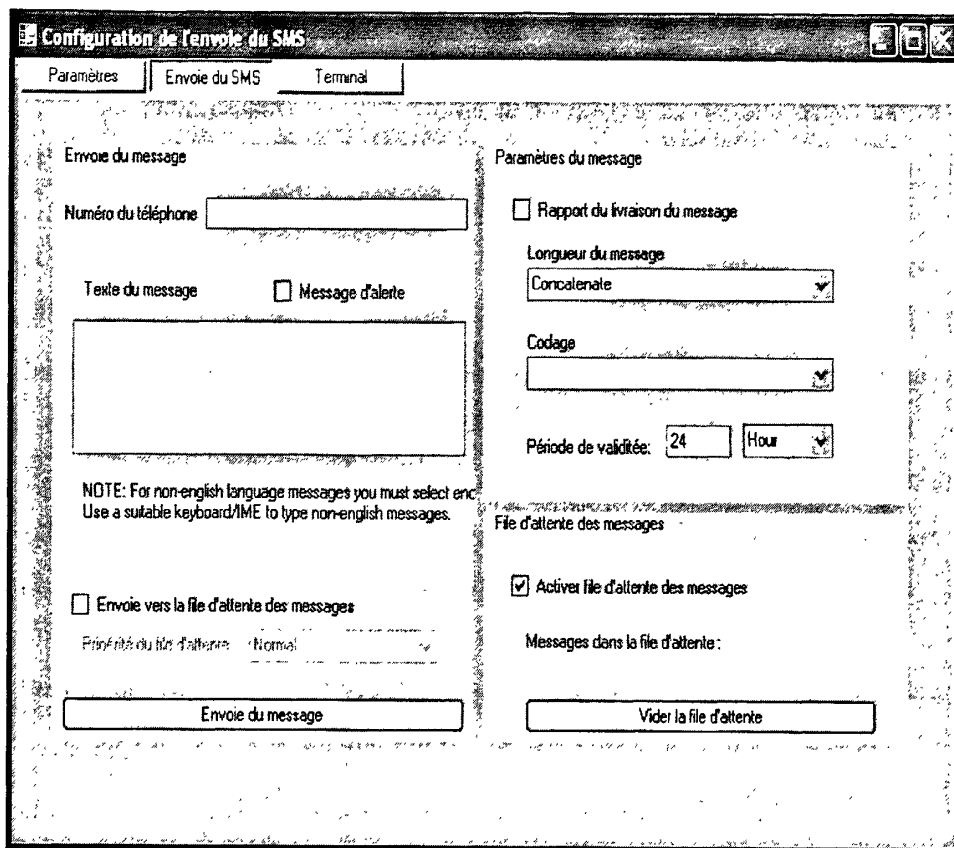 Configuration de l'envoie du SMS
Paramètres
Envoie du SMS
Terminal
Envoie du message
Numéro du téléphone
Texte du message
Message d'alerte
NOTE: For non-english language messages you must select enc
Use a suitable keyboard/IME to type non-english messages.
Envoie vers la file d'attente des messages
Priorité du file d'attente
Normal
Envoie du message
Paramètres du message
Rapport du livraison du message
Longueur du message
Concatenate
Codage
Période de validitée:
24
Hour
File d'attente des messages
Activer file d'attente des messages
Messages dans la file d'attente :
Vider la file d'attente